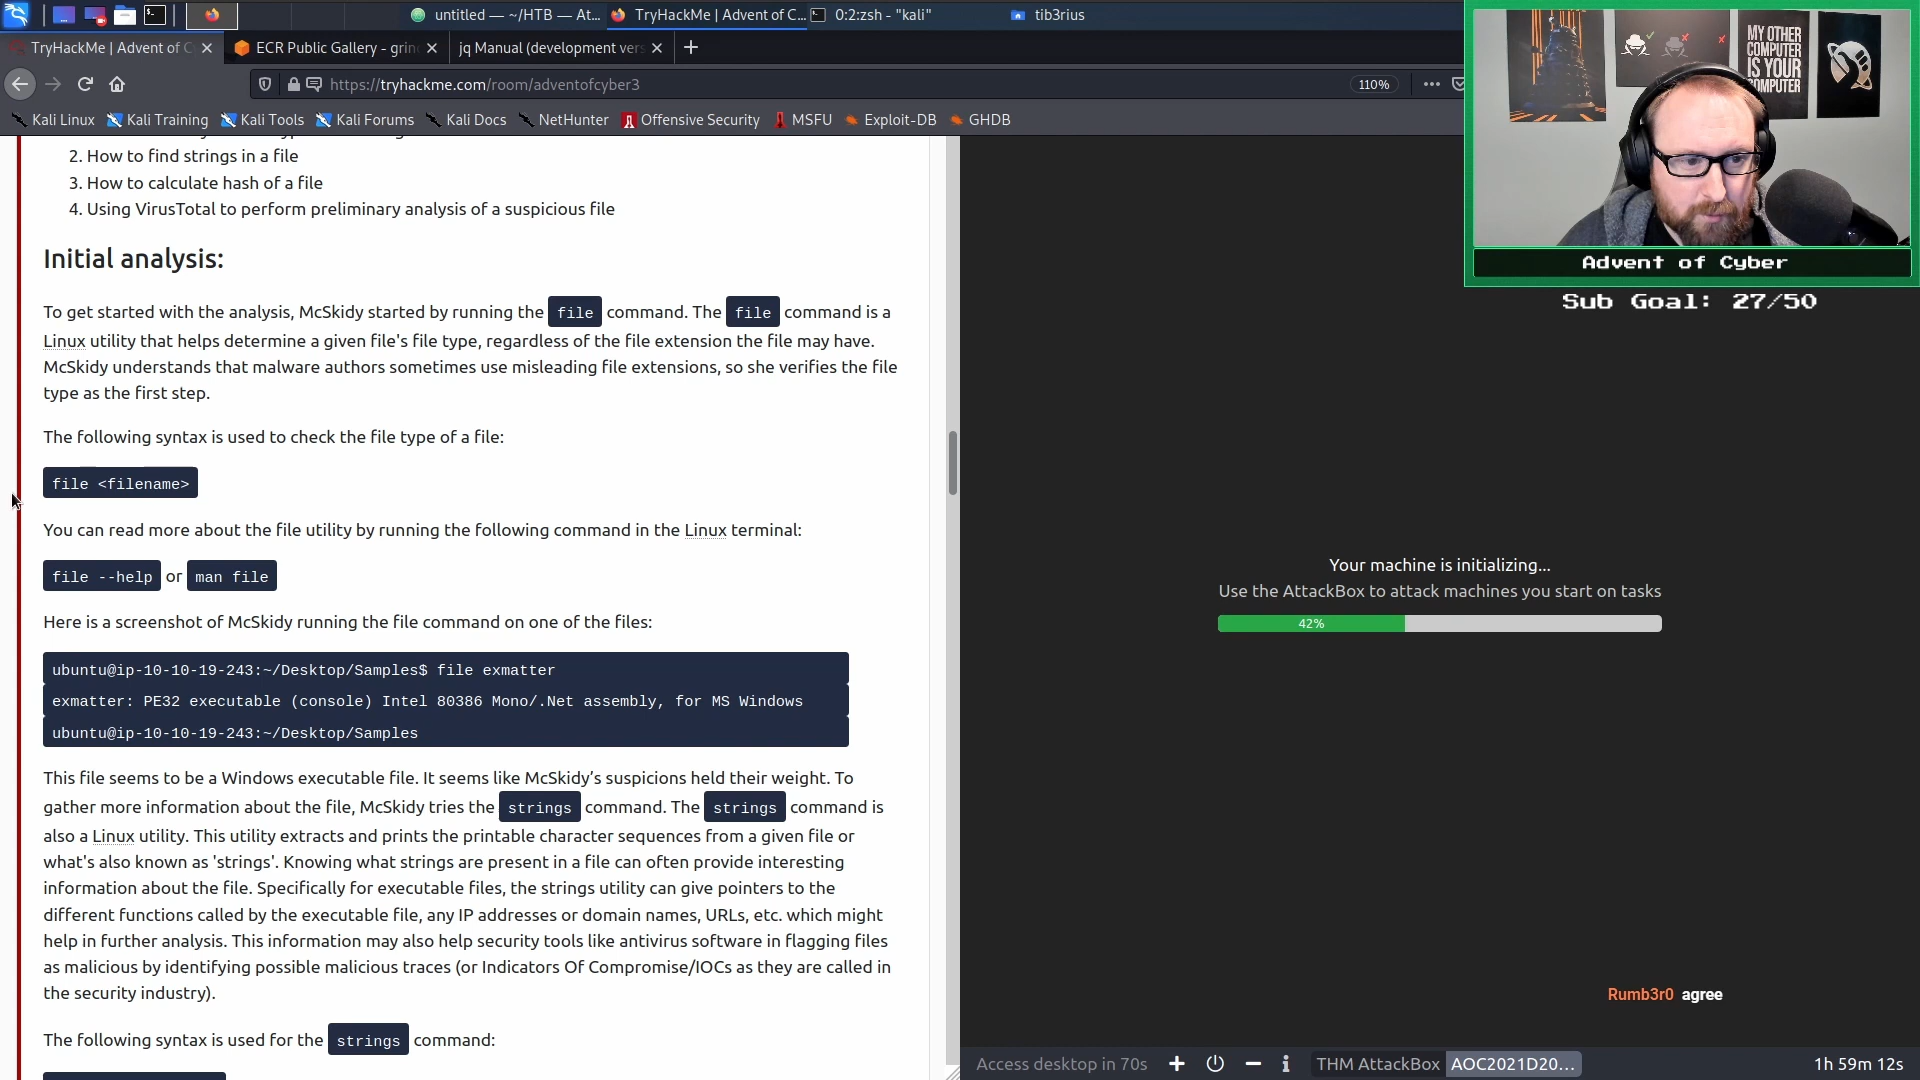 untitled — ~/HTB — At...
TryHackMe | Advent of C...
0:2:zsh - "kali"
tib3rius
TryHackMe | Advent of C
ECR Public Gallery - grin
jq Manual (development vers
https://tryhackme.com/room/adventofcyber3
110%
Kali Linux
Kali Training
Kali Tools
Kali Forums
Kali Docs
NetHunter
Offensive Security
MSFU
Exploit-DB
GHDB
2. How to find strings in a file
3. How to calculate hash of a file
4. Using VirusTotal to perform preliminary analysis of a suspicious file
Initial analysis:
To get started with the analysis, McSkidy started by running the file command. The file command is a
Linux utility that helps determine a given file's file type, regardless of the file extension the file may have.
McSkidy understands that malware authors sometimes use misleading file extensions, so she verifies the file
type as the first step.
The following syntax is used to check the file type of a file:
file <filename>
You can read more about the file utility by running the following command in the Linux terminal:
file --help or man file
Here is a screenshot of McSkidy running the file command on one of the files:
ubuntu@ip-10-10-19-243:~/Desktop/Samples$ file exmatter
exmatter: PE32 executable (console) Intel 80386 Mono/.Net assembly, for MS Windows
ubuntu@ip-10-10-19-243:~/Desktop/Samples
This file seems to be a Windows executable file. It seems like McSkidy’s suspicions held their weight. To
gather more information about the file, McSkidy tries the strings command. The strings command is
also a Linux utility. This utility extracts and prints the printable character sequences from a given file or
what's also known as 'strings'. Knowing what strings are present in a file can often provide interesting
information about the file. Specifically for executable files, the strings utility can give pointers to the
different functions called by the executable file, any IP addresses or domain names, URLs, etc. which might
help in further analysis. This information may also help security tools like antivirus software in flagging files
as malicious by identifying possible malicious traces (or Indicators Of Compromise/IOCs as they are called in
the security industry).
The following syntax is used for the strings command:
MY OTHER
COMPUTER
IS YOUR
COMPUTER
Advent of Cyber
Sub Goal: 27/50
Your machine is initializing...
Use the AttackBox to attack machines you start on tasks
42%
Rumb3r0 agree
Access desktop in 70s
THM AttackBox
AOC2021D20...
1h 59m 12s